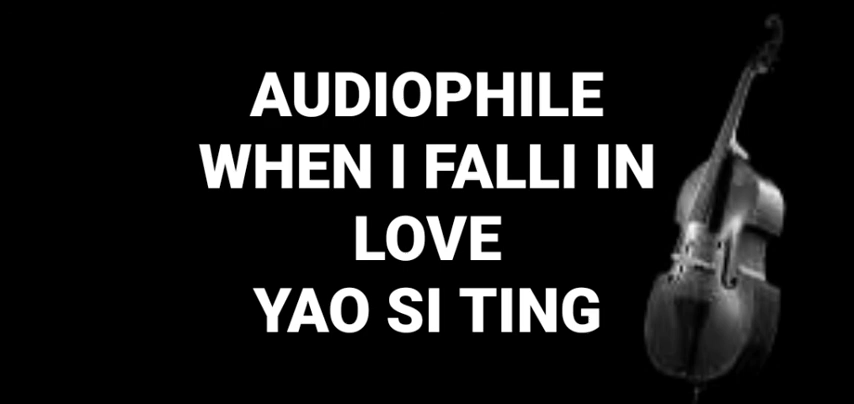 AUDIOPHILE
WHEN I FALLI IN
LOVE
YAO SI TING